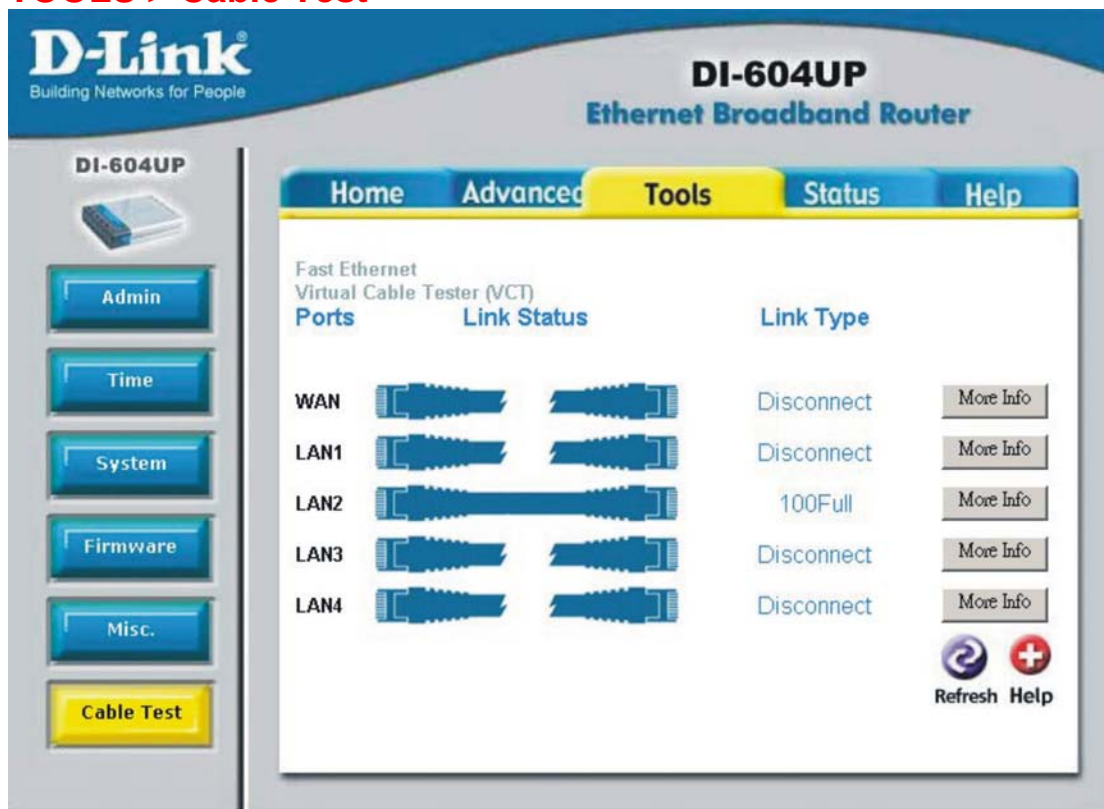 TOOLS > Cable Test
D-Link®
Building Networks for People
DI-604UP
Ethernet Broadband Router
DI-604UP
Home Advanced Tools Status Help
Admin
Time
System
Firmware
Misc.
Cable Test
Fast Ethernet
Virtual Cable Tester (VCT)
Ports Link Status Link Type
WAN Disconnect More Info
LAN1 Disconnect More Info
LAN2 100Full More Info
LAN3 Disconnect More Info
LAN4 Disconnect More Info
Refresh Help